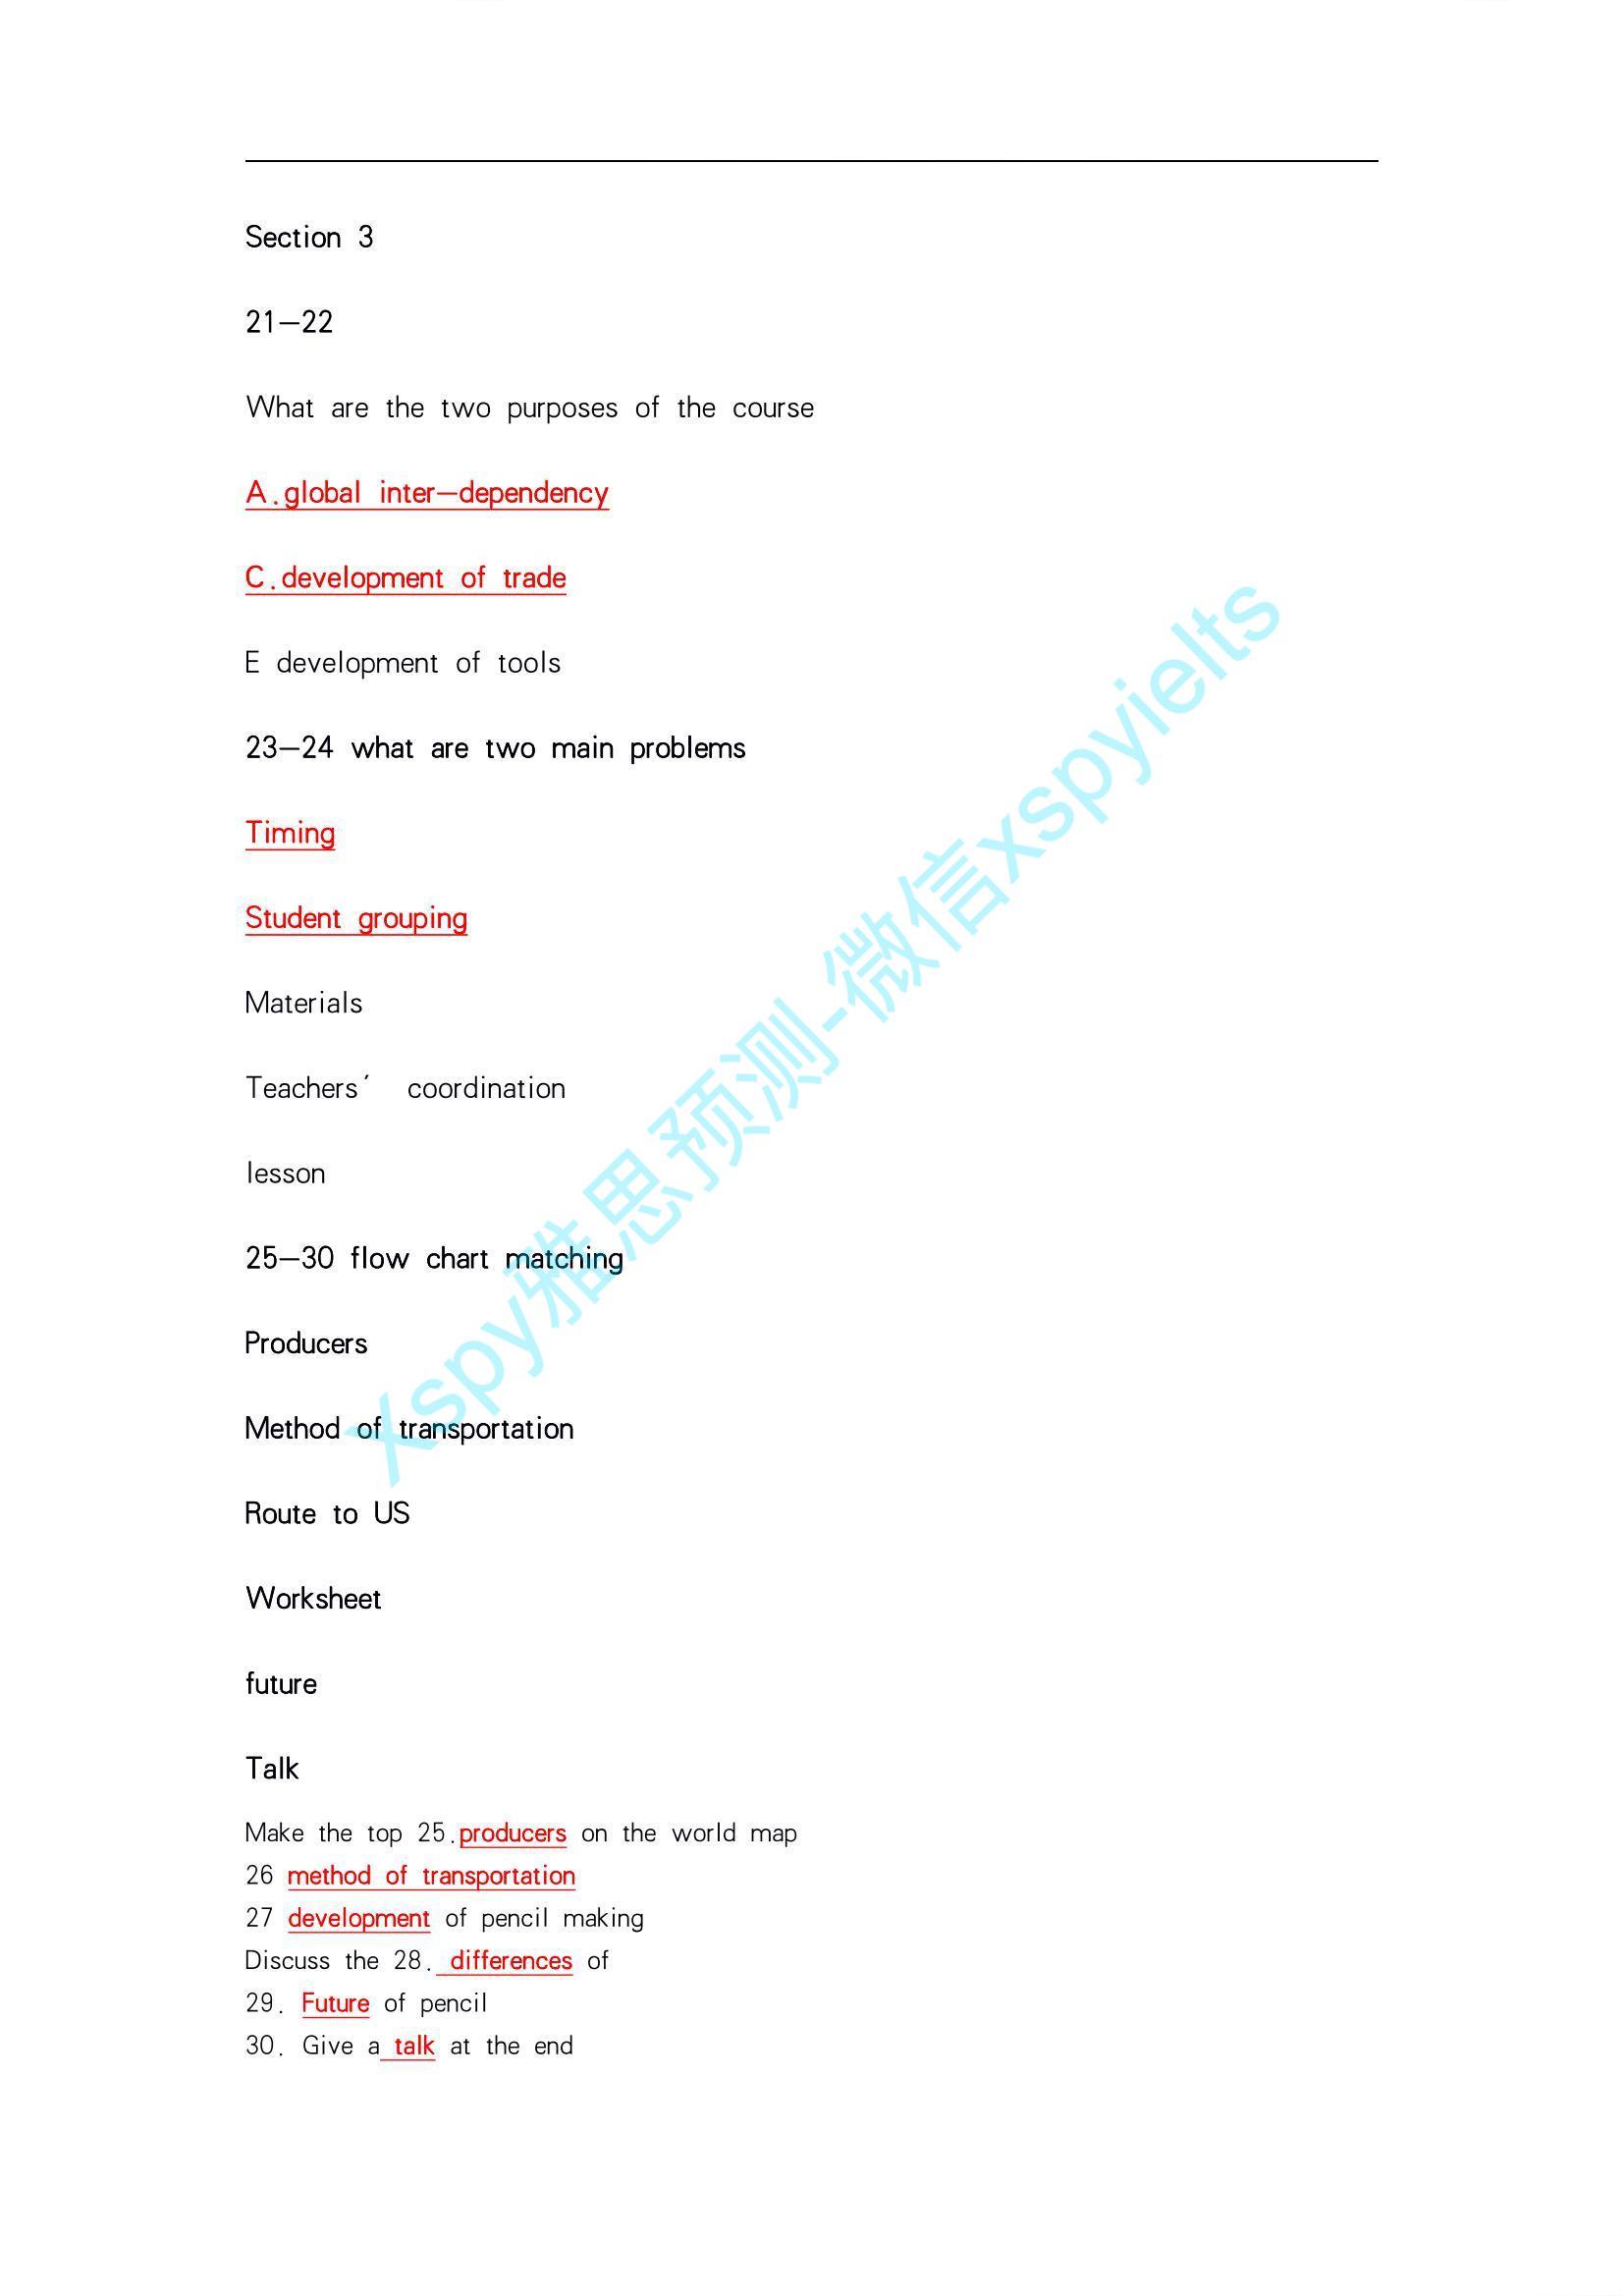 Section 3
21—22
What are the two purposes of the course
A.global inter—dependency
C.development of trade
E development of tools
23—24 what are two main problems
Timing
Student grouping
Materials
Teachers′ coordination
lesson
25—30 flow chart matching
Producers
Method of transportation
Route to US
Worksheet
future
Talk
Make the top 25.producers on the world map
26 method of transportation
27 development of pencil making
Discuss the 28. differences of
29. Future of pencil
30. Give a talk at the end
Xspy雅思预测-微信xspyielts